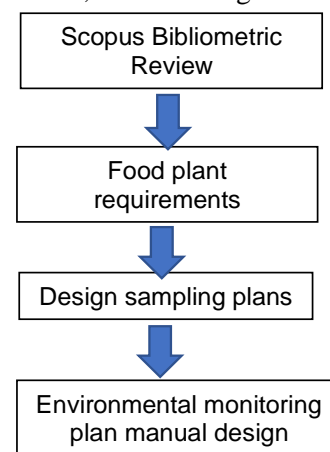 Scopus Bibliometric
Review
Food plant
requirements
Design sampling plans
Environmental monitoring
plan manual design